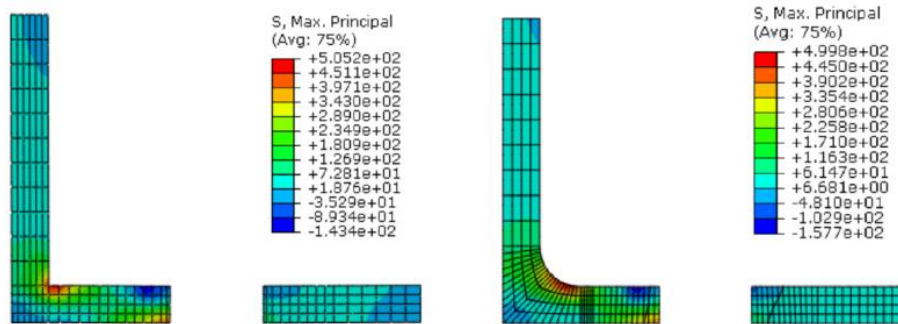 S, Max. Principal
(Avg: 75%)
+5.052e+02
+4.511e+02
+3.971e+02
+3.430e+02
+2.890e+02
+2.349e+02
+1.809e+02
+1.269e+02
+7.281e+01
+1.876e+01
-3.529e+01
-8.934e+01
-1.434e+02
S, Max. Principal
(Avg: 75%)
+4.998e+02
+4.450e+02
+3.902e+02
+3.354e+02
+2.806e+02
+2.258e+02
+1.710e+02
+1.163e+02
+6.147e+01
+6.681e+00
-4.810e+01
-1.029e+02
-1.577e+02